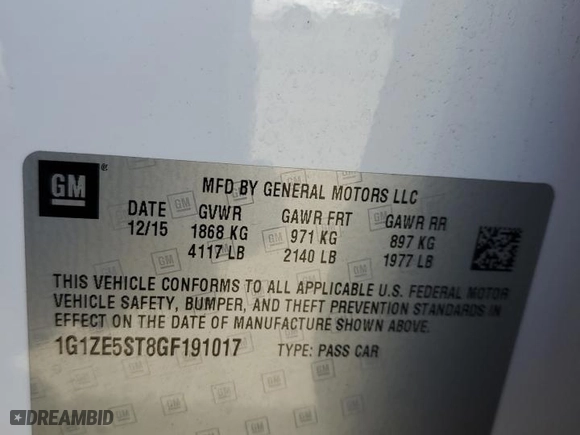 GM ®
MFD BY GENERAL MOTORS LLC
DATE GVWR GAWR FRT GAWR RR
12/15 1868 KG 971 KG 897 KG
4117 LB 2140 LB 1977 LB
THIS VEHICLE CONFORMS TO ALL APPLICABLE U.S. FEDERAL MOTOR
VEHICLE SAFETY, BUMPER, AND THEFT PREVENTION STANDARDS
IN EFFECT ON THE DATE OF MANUFACTURE SHOWN ABOVE.
1G1ZE5ST8GF191017 TYPE: PASS CAR
DREAMBID